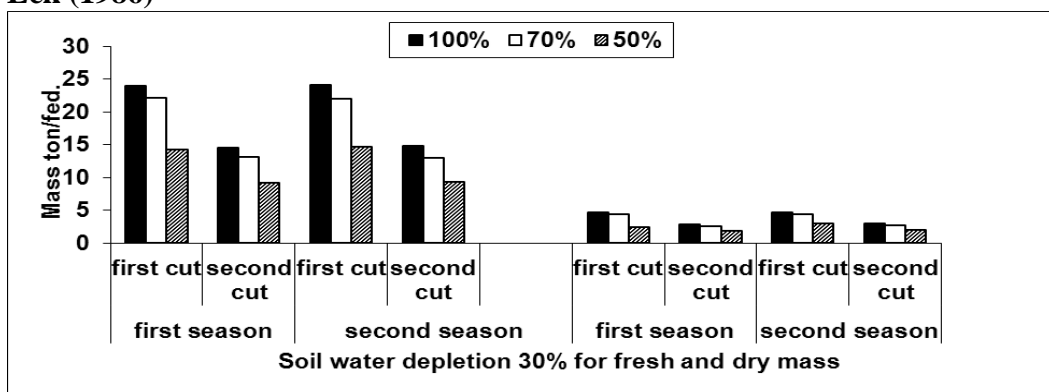 Eck (1986)
100% 70% 50%
30
25
20
15
10
5
0
Mass ton/fed.
first cut second cut first cut second cut first cut second cut first cut second cut
first season second season first season second season
Soil water depletion 30% for fresh and dry mass